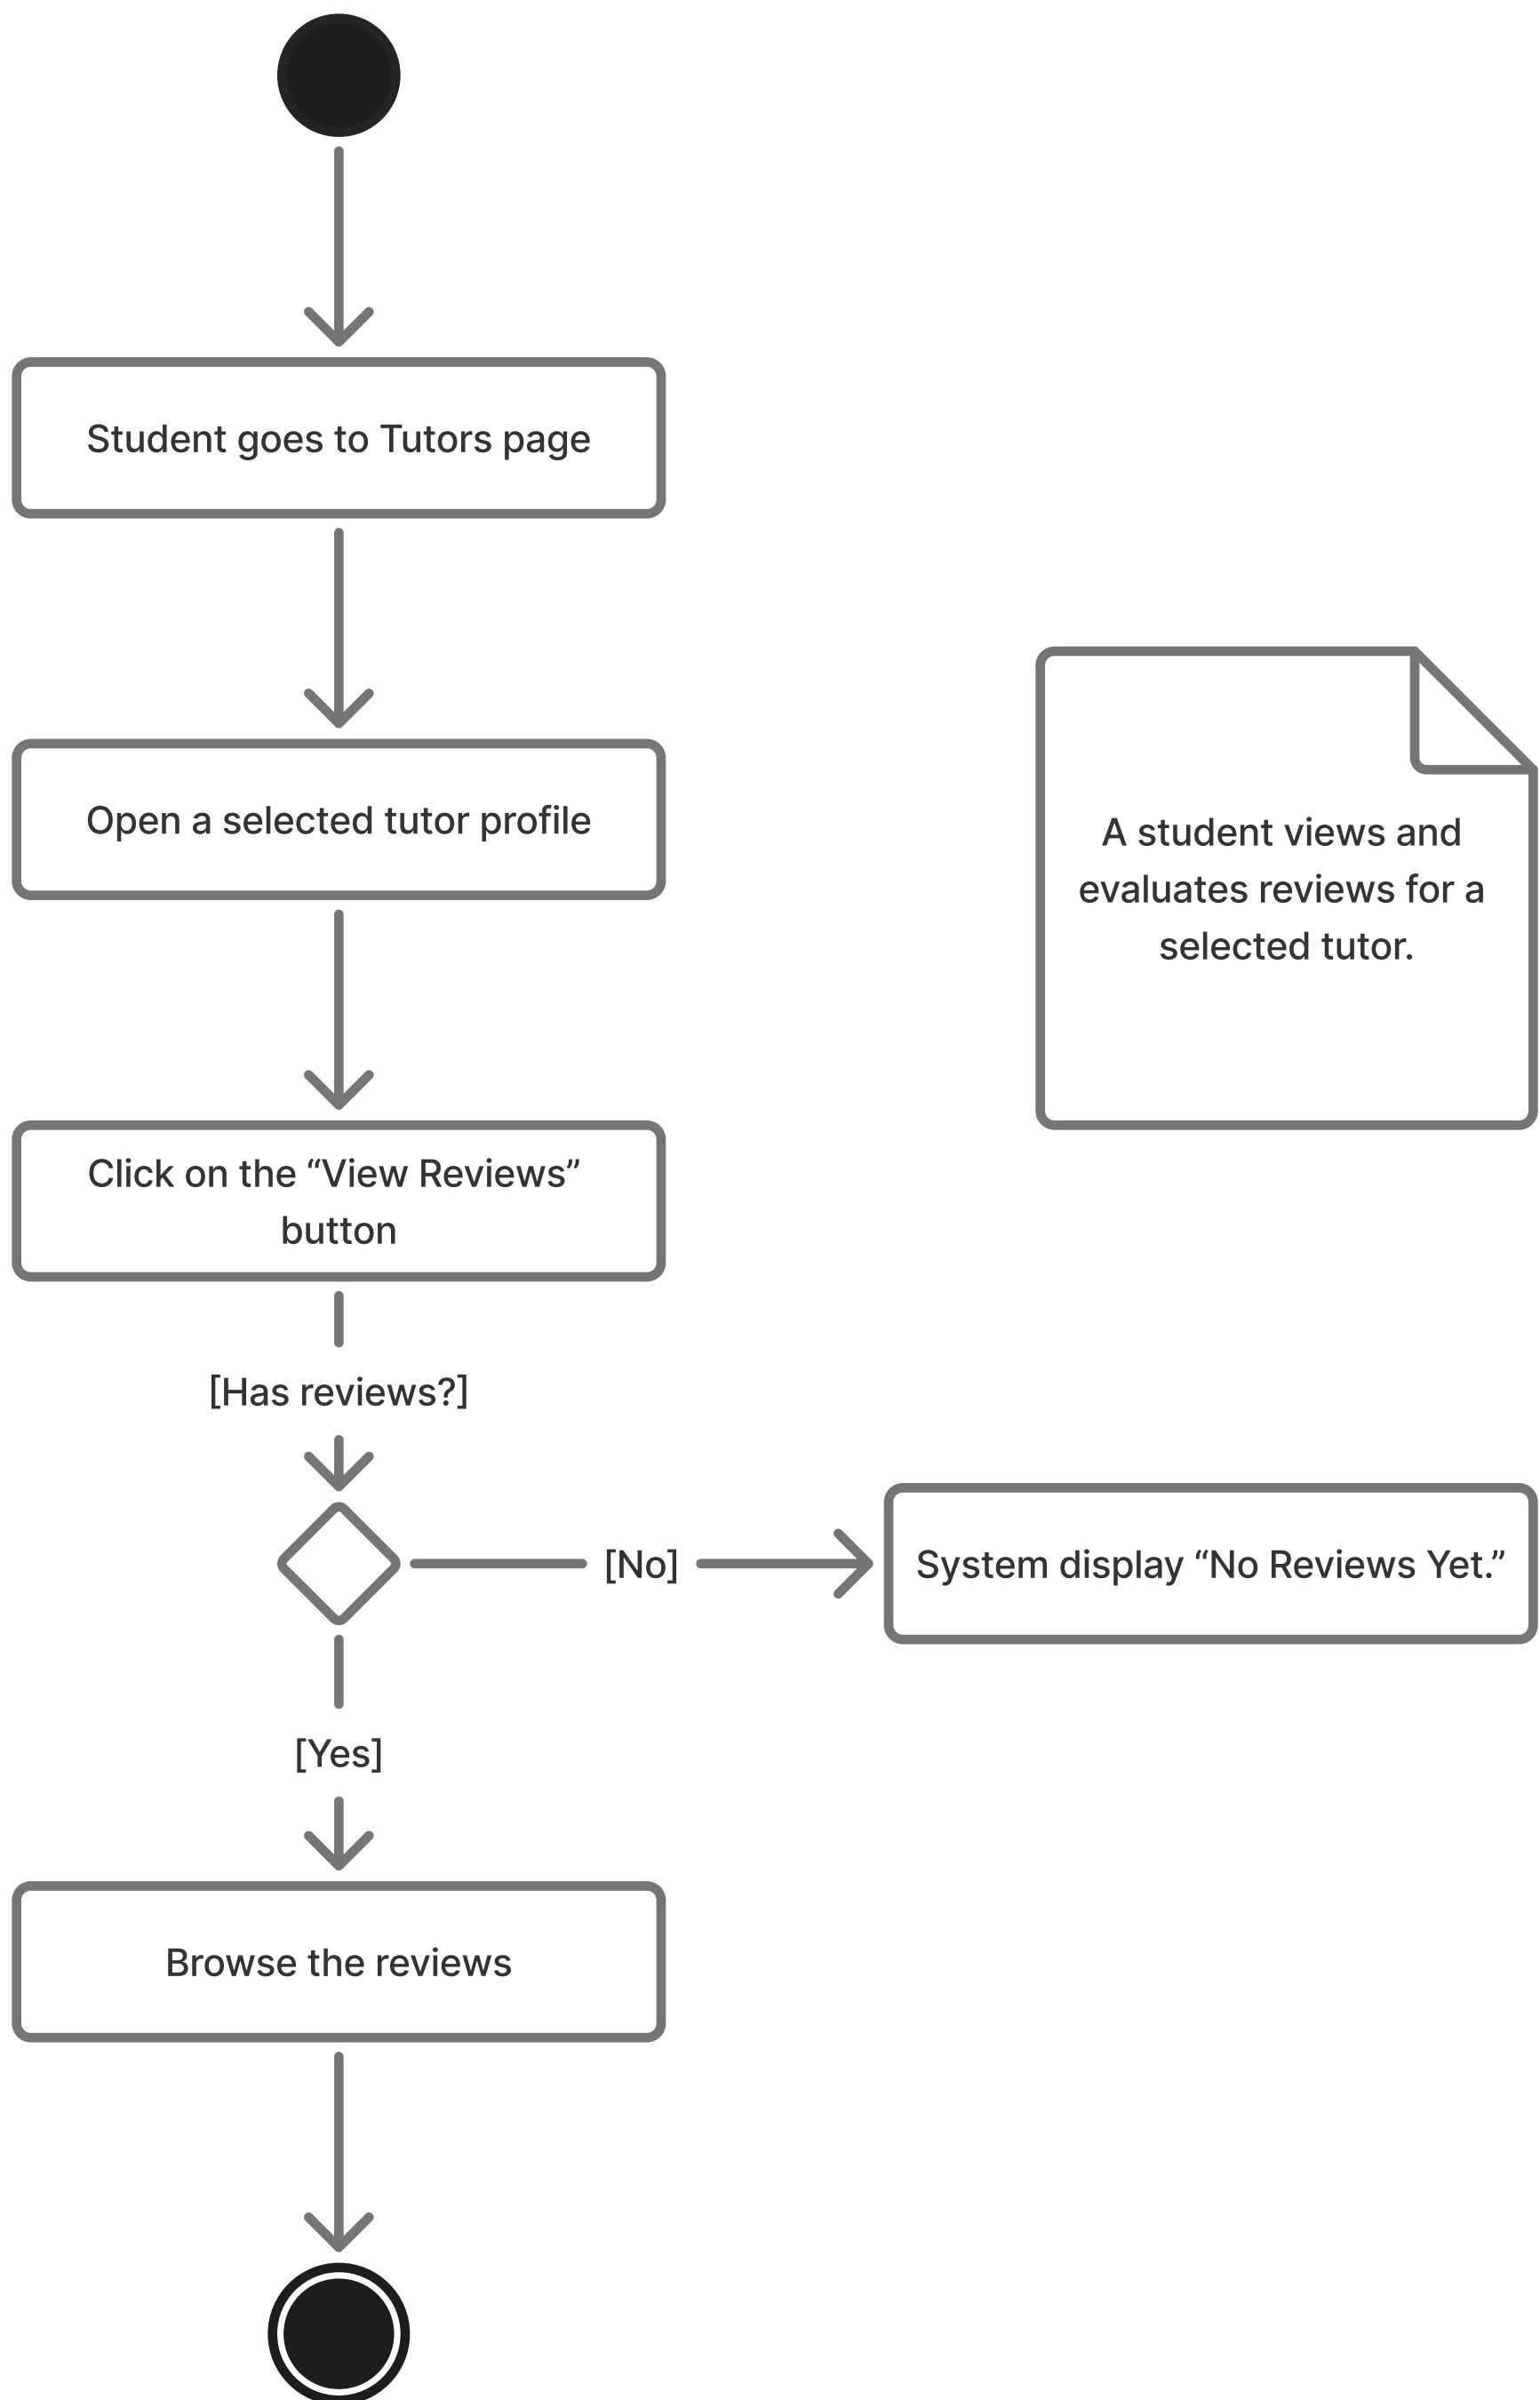 Student goes to Tutors page
Open a selected tutor profile
A student views and
evaluates reviews for a
selected tutor.
Click on the “View Reviews”
button
[Has reviews?]
[No]
System display “No Reviews Yet.”
[Yes]
Browse the reviews